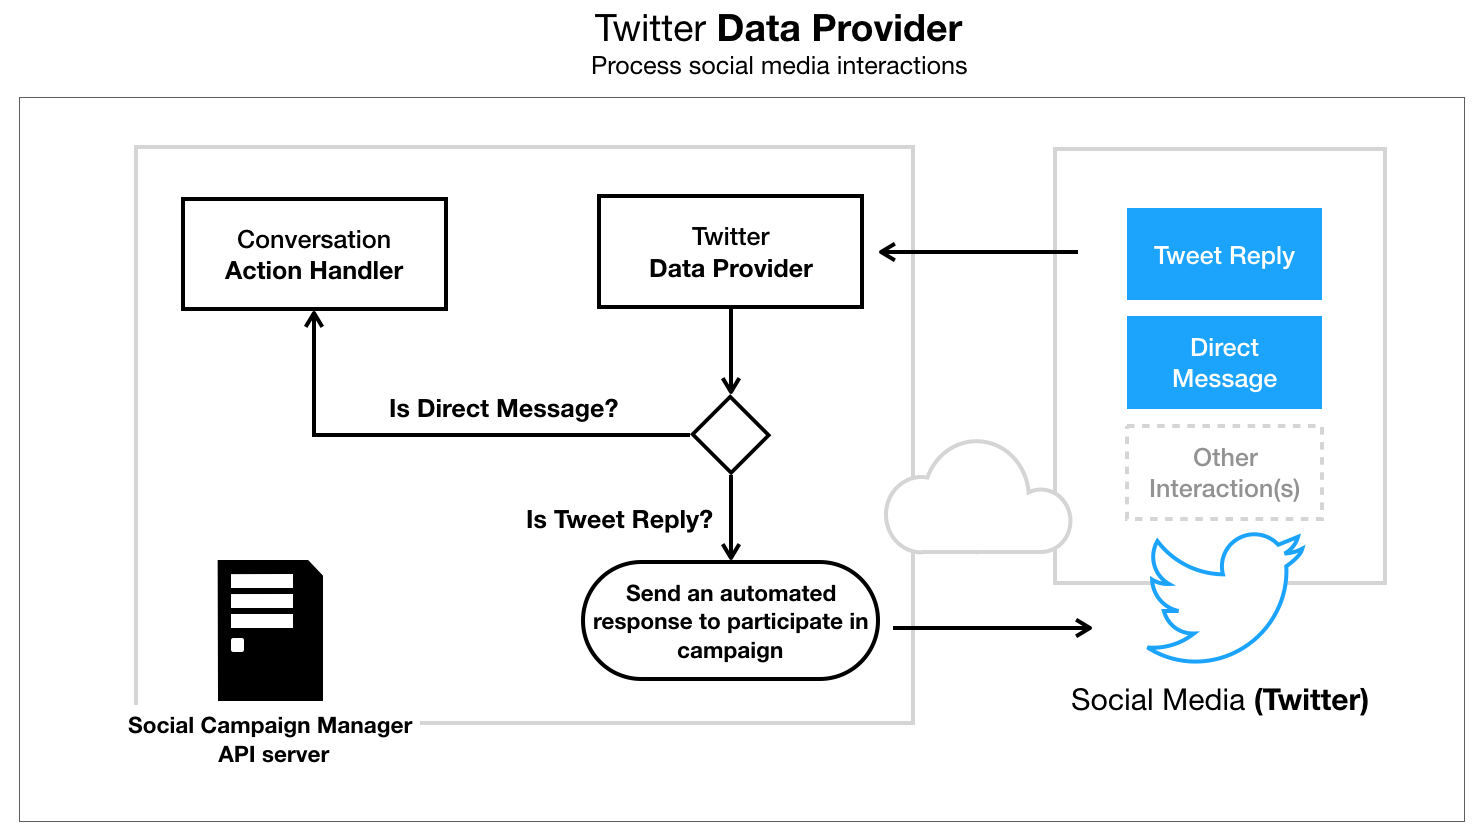 Twitter Data Provider
Process social media interactions
Conversation
Action Handler
Twitter
Data Provider
Tweet Reply
Direct
Message
Other
Interaction(s)
Is Direct Message?
Is Tweet Reply?
Send an automated
response to participate in
campaign
Social Media (Twitter)
Social Campaign Manager
API server